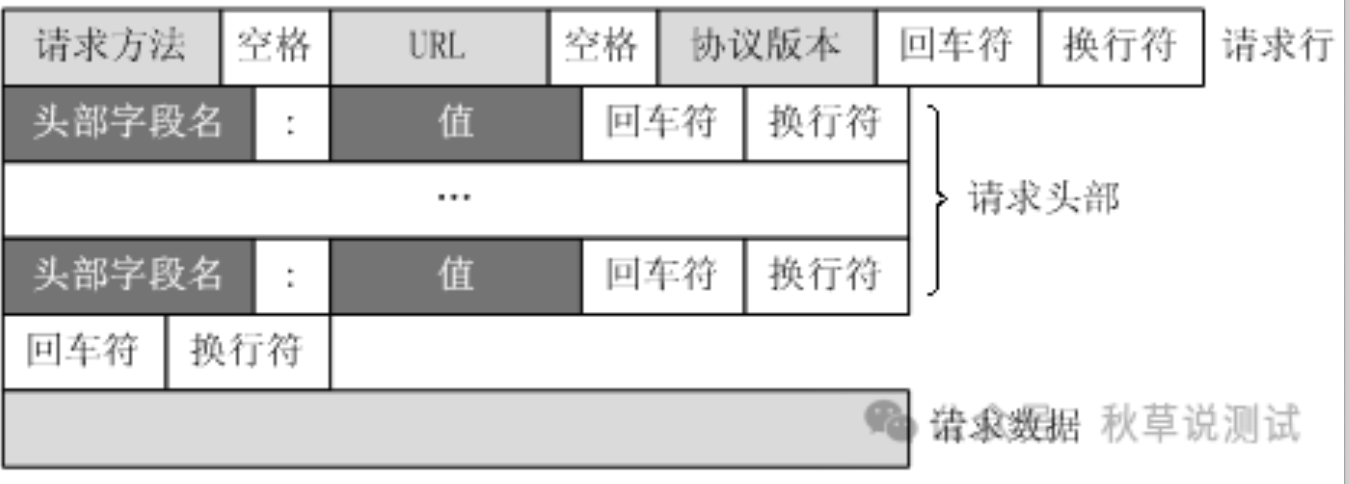 请求方法 空格 URL 空格 协议版本 回车符 换行符 请求行
头部字段名 : 值 回车符 换行符
… 请求头部
头部字段名 : 值 回车符 换行符
回车符 换行符
请求数据 秋草说测试